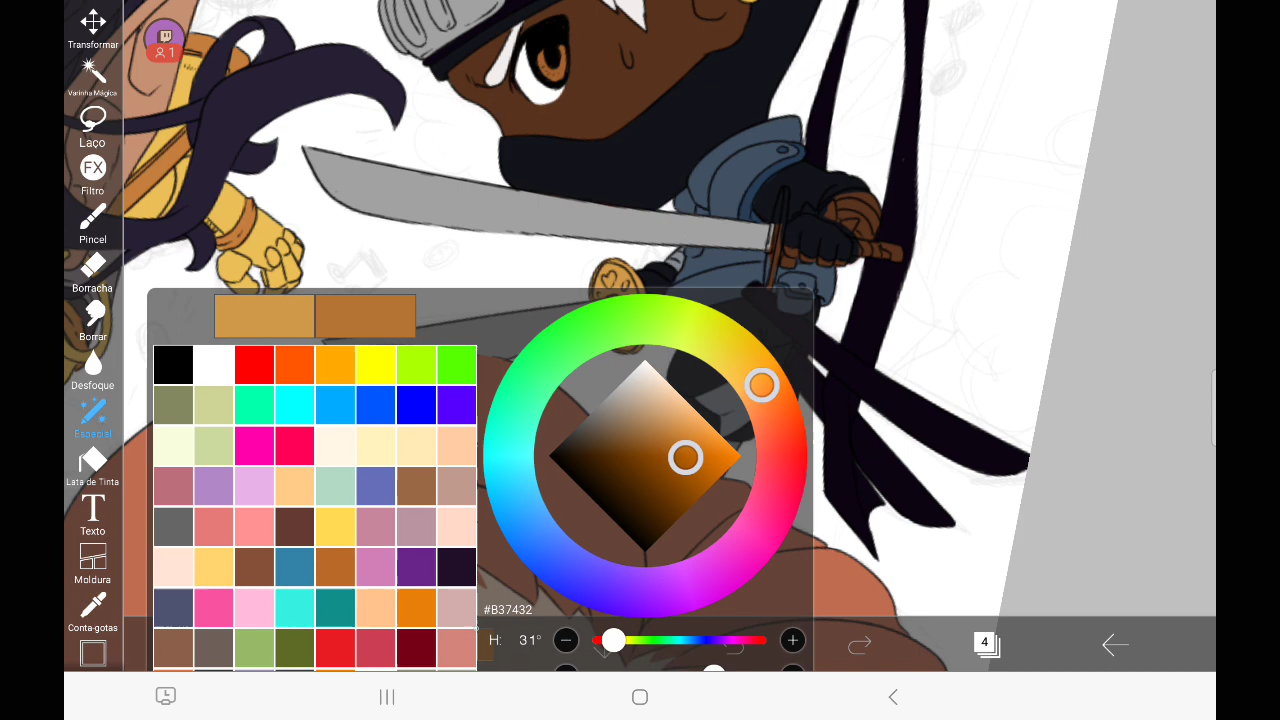 Transformar
1
Varinha Mágica
Laço
FX
Filtro
Pincel
Borracha
Borrar
Desfoque
Especial
Lata de Tinta
T
Texto
Moldura
Conta-gotas
#B37432
H: 31°
4